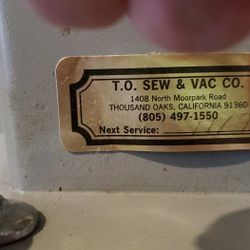 T.O. SEW & VAC CO.
1408 North Moorpark Road
THOUSAND OAKS, CALIFORNIA 91360
(805) 497-1550
Next Service: